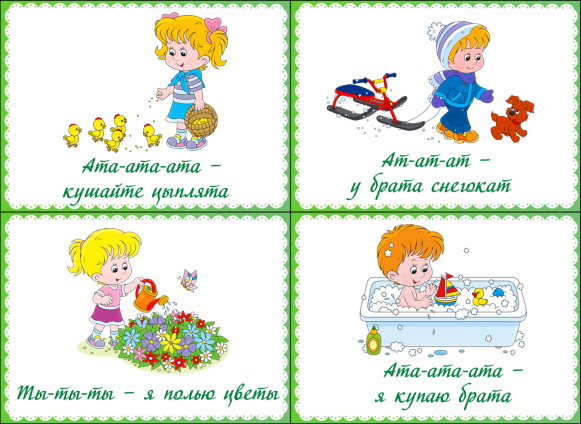 Ата-ата-ата –
кушайте цыплята
Ат-ат-ат –
у брата снегокат
Ты-ты-ты – я полью цветы
Ата-ата-ата –
я купаю брата